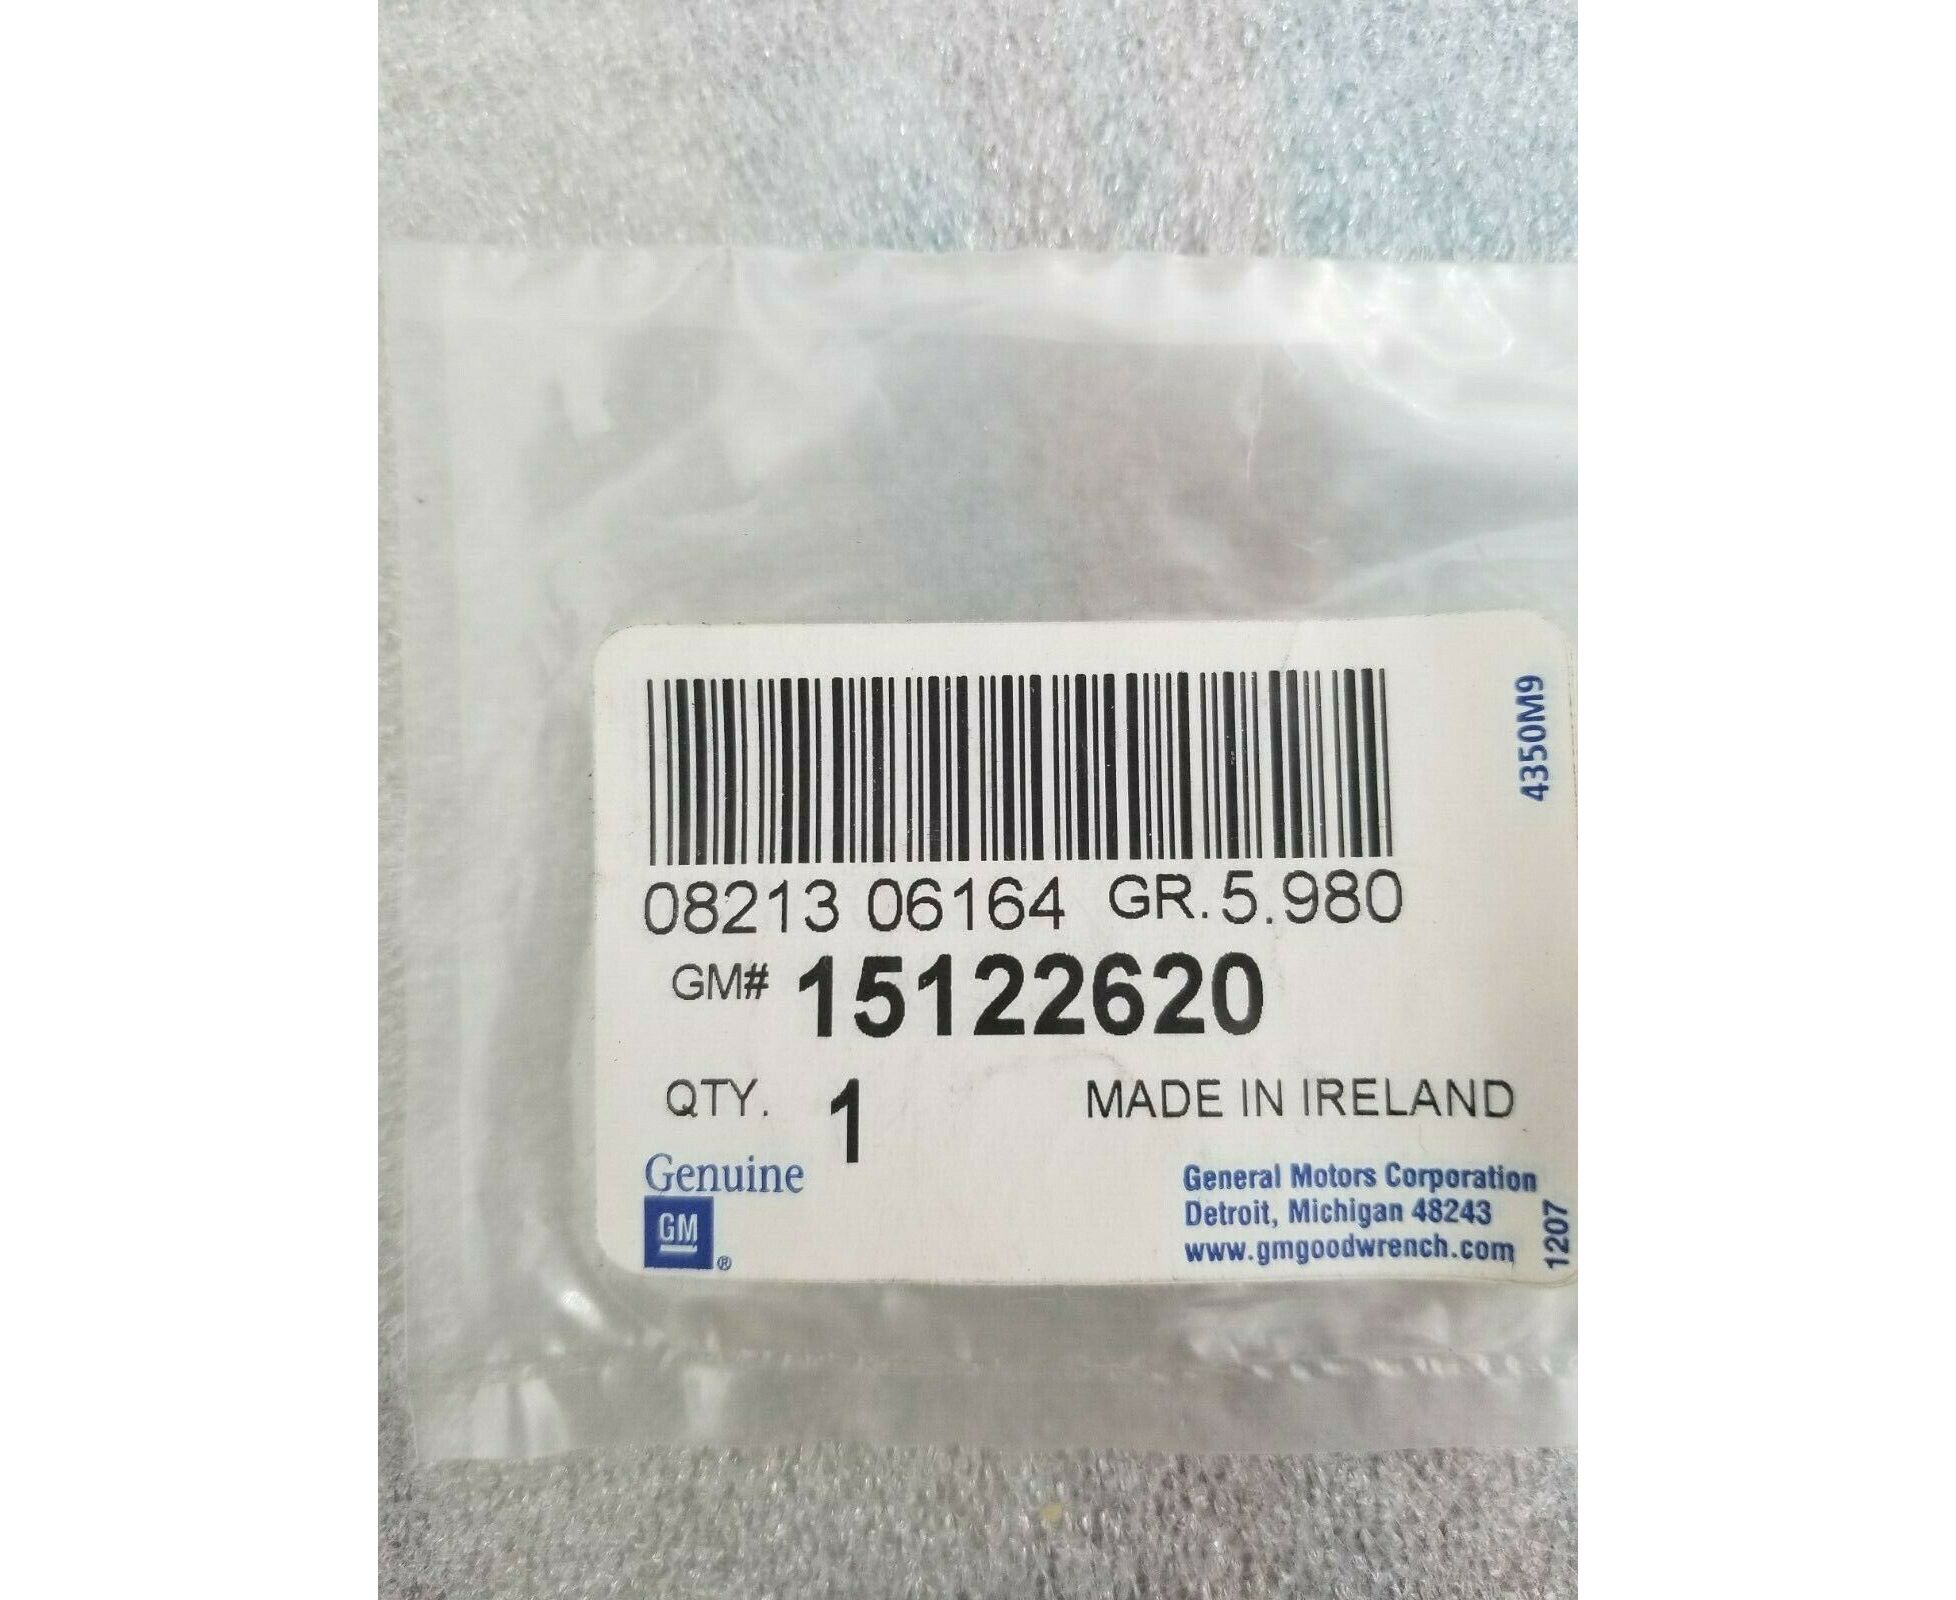 08213 06164 GR.5.980
GM# 15122620
QTY. 1 MADE IN IRELAND
Genuine
GM ®
General Motors Corporation
Detroit, Michigan 48243
www.gmgoodwrench.com
4350M9
1207